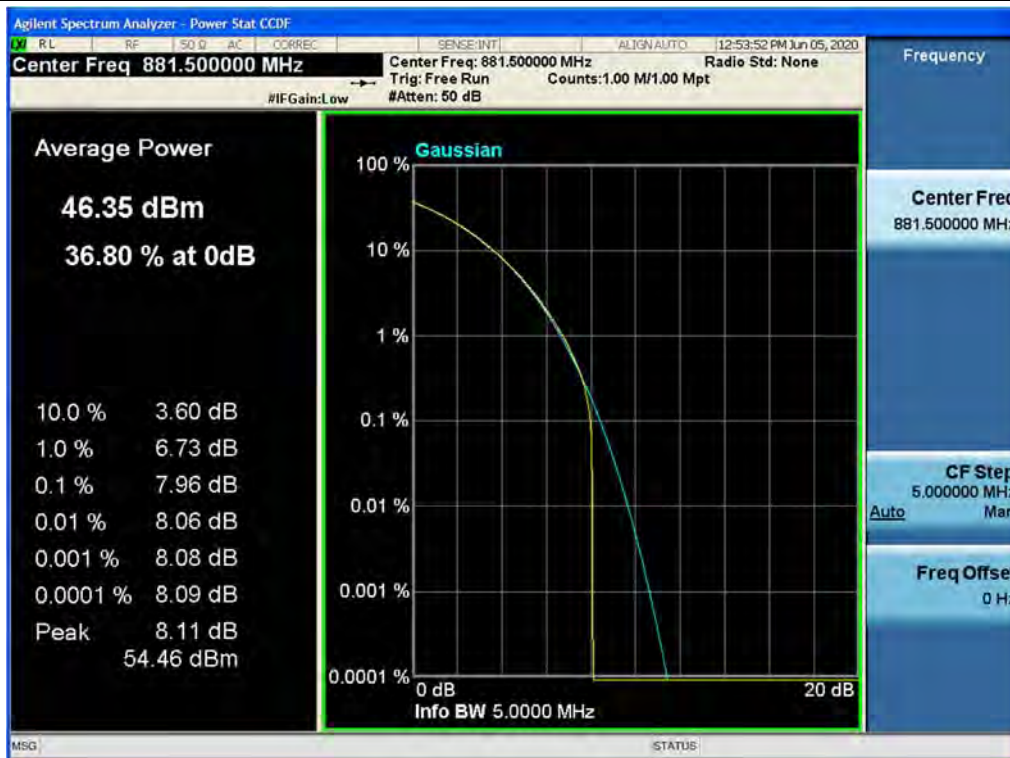 Agilent Spectrum Analyzer - Power Stat CCDF
LXI RL RF 50 Ω AC CORREC SENSE:INT ALIGN AUTO 12:53:52 PM Jun 05, 2020
Center Freq 881.500000 MHz
Center Freq: 881.500000 MHz Radio Std: None
Trig: Free Run Counts:1.00 M/1.00 Mpt
#IFGain:Low #Atten: 50 dB
Average Power
46.35 dBm
36.80 % at 0dB
10.0 % 3.60 dB
1.0 % 6.73 dB
0.1 % 7.96 dB
0.01 % 8.06 dB
0.001 % 8.08 dB
0.0001 % 8.09 dB
Peak 8.11 dB
54.46 dBm
Gaussian
100 %
10 %
1 %
0.1 %
0.01 %
0.001 %
0.0001 %
0 dB 20 dB
Info BW 5.0000 MHz
Frequency
Center Freq
881.500000 MHz
CF Step
5.000000 MHz
Auto Man
Freq Offse
0 Hz
MSG STATUS